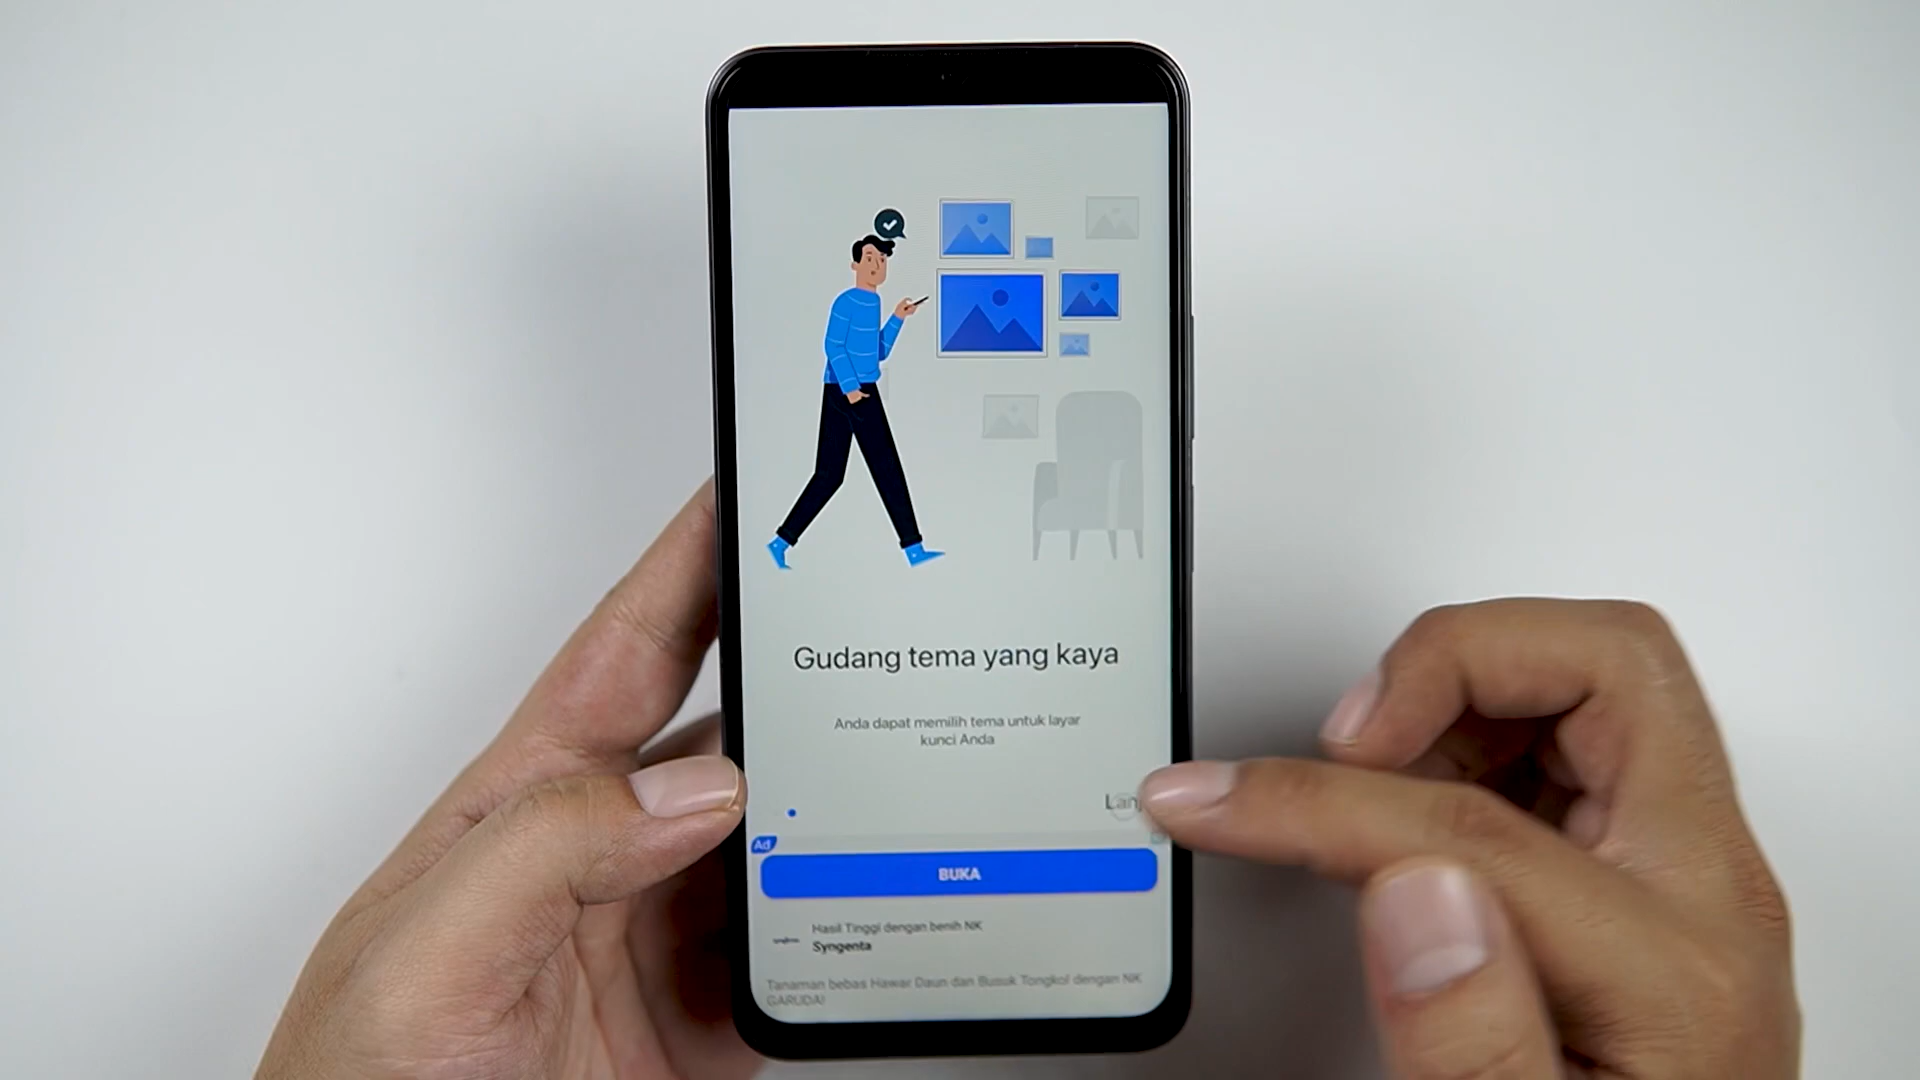 Gudang tema yang kaya
Anda dapat memilih tema untuk layar
kunci Anda
Lanj
Ad
BUKA
Hasil Tinggi dengan benih NK
Syngenta
Tanaman bebas Hawar Daun dan Busuk Tongkol dengan NK
GARUDA!